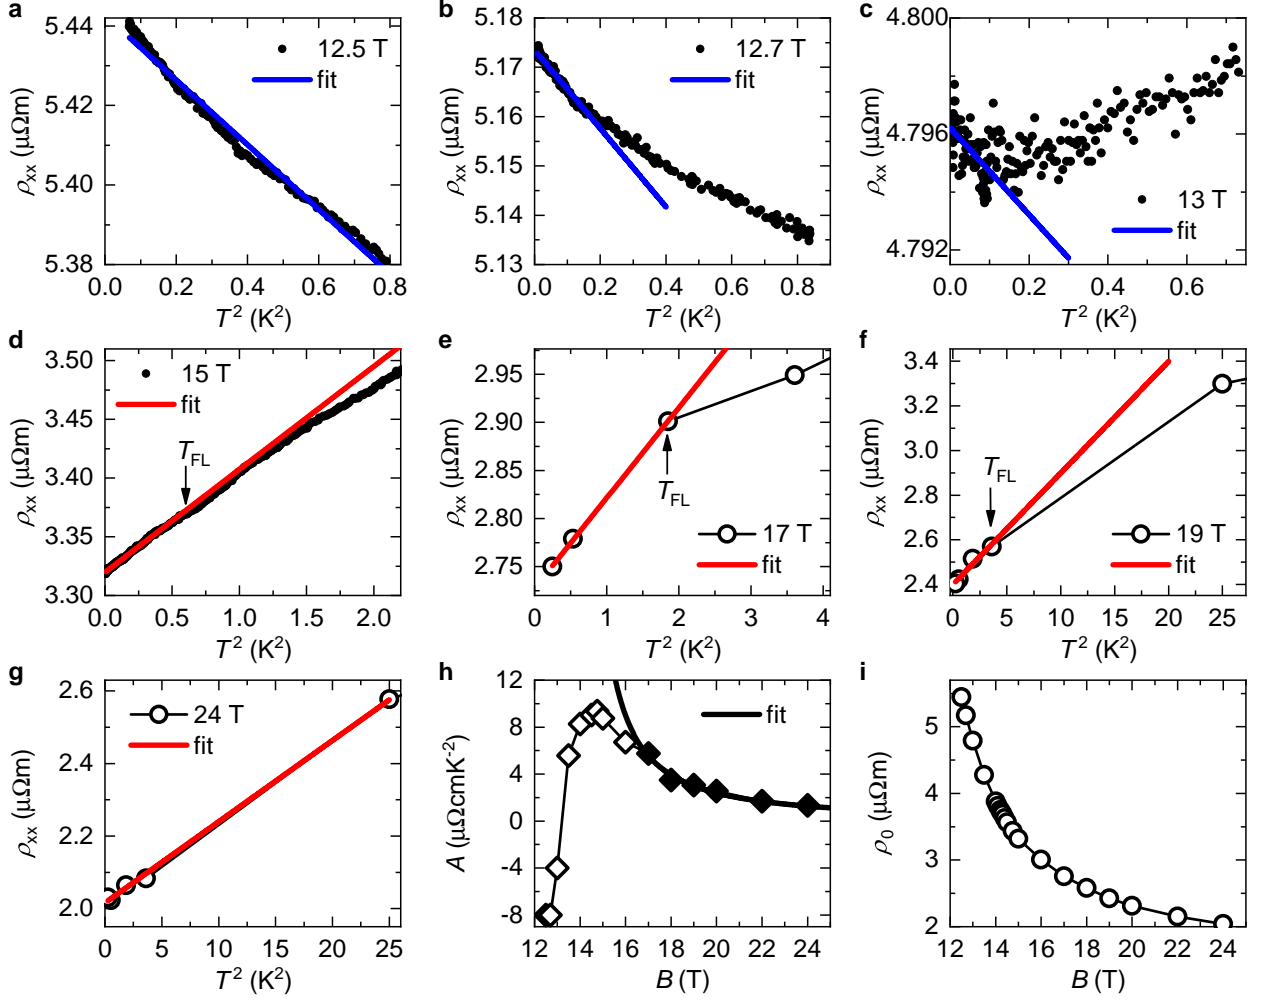 a
5.44
5.42
5.40
5.38
ρxx (μΩm)
12.5 T
fit
0.0 0.2 0.4 0.6 0.8
T² (K²)
b
5.18
5.17
5.16
5.15
5.14
5.13
ρxx (μΩm)
12.7 T
fit
0.0 0.2 0.4 0.6 0.8
T² (K²)
c
4.800
4.796
4.792
ρxx (μΩm)
13 T
fit
0.0 0.2 0.4 0.6
T² (K²)
d
3.50
3.45
3.40
3.35
3.30
ρxx (μΩm)
15 T
fit
TFL
0.0 0.5 1.0 1.5 2.0
T² (K²)
e
2.95
2.90
2.85
2.80
2.75
ρxx (μΩm)
TFL
17 T
fit
0 1 2 3 4
T² (K²)
f
3.4
3.2
3.0
2.8
2.6
2.4
ρxx (μΩm)
TFL
19 T
fit
0 5 10 15 20 25
T² (K²)
g
2.6
2.4
2.2
2.0
ρxx (μΩm)
24 T
fit
0 5 10 15 20 25
T² (K²)
h
12
8
4
0
-4
-8
A (μΩcmK⁻²)
fit
12 14 16 18 20 22 24
B (T)
i
5
4
3
2
ρ0 (μΩm)
12 14 16 18 20 22 24
B (T)